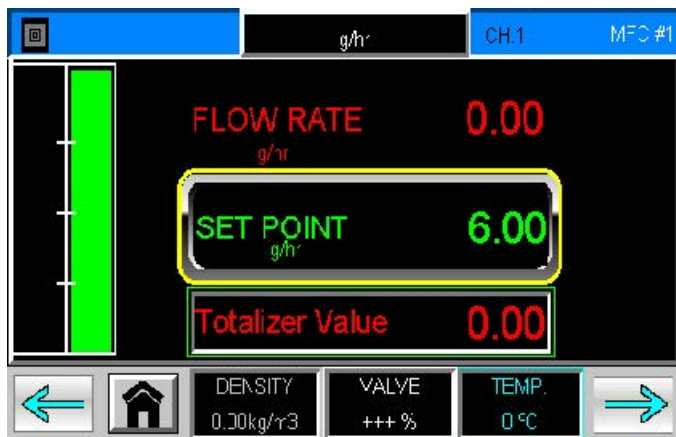 g/hr CH.1 MFC #1
FLOW RATE 0.00
g/hr
SET POINT 6.00
g/hr
Totalizer Value 0.00
DENSITY VALVE TEMP.
0.00kg/m3 +++ % 0 °C